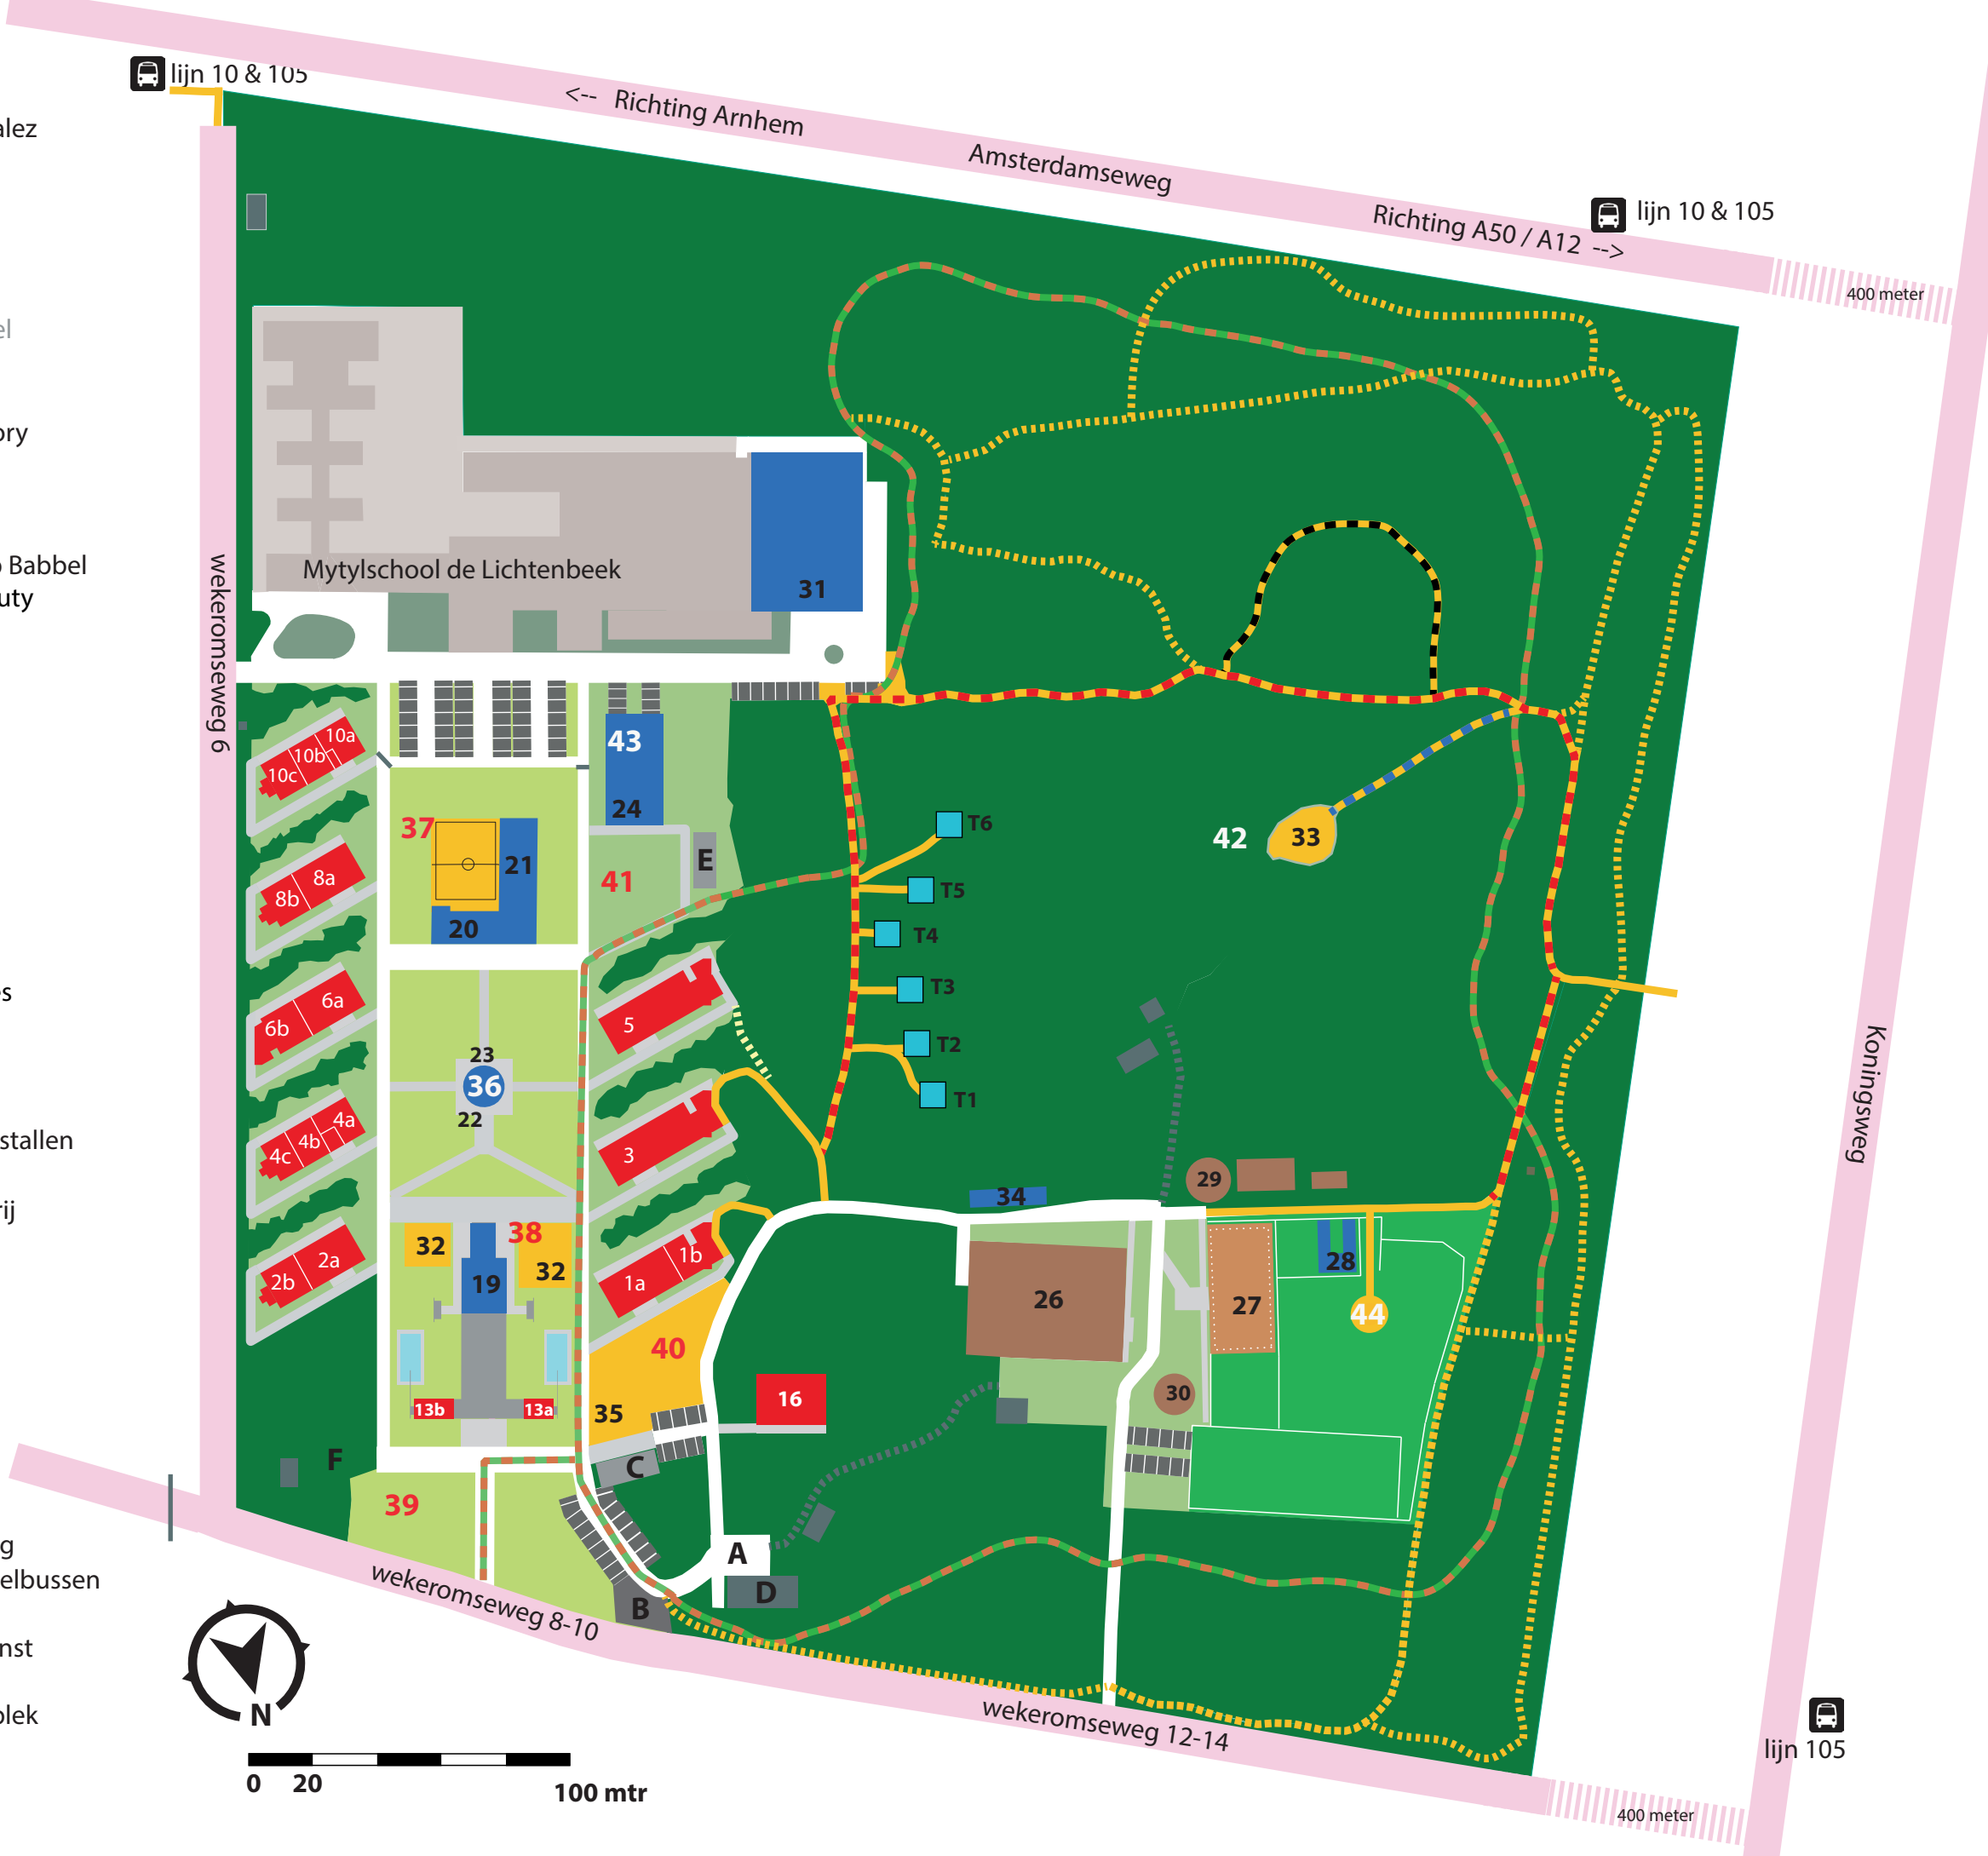 lijn 10 & 105
<-- Richting Arnhem
Amsterdamseweg
Richting A50 / A12 -->
lijn 10 & 105
400 meter
alez
el
ory
o Babbel
uty
es
stallen
rij
g
elbussen
nst
plek
wekeromseweg 6
Mytylschool de Lichtenbeek
31
10a
10b
10c
43
24
37
21
20
41
E
8a
8b
T6
T5
T4
T3
T2
T1
42
33
6a
6b
5
23
36
22
4a
4b
4c
3
29
34
38
32
32
19
2a
2b
1b
1a
26
27
28
44
40
16
30
35
13b
13a
C
F
39
A
D
B
Koningsweg
wekeromseweg 8-10
wekeromseweg 12-14
lijn 105
400 meter
N
0 20 100 mtr